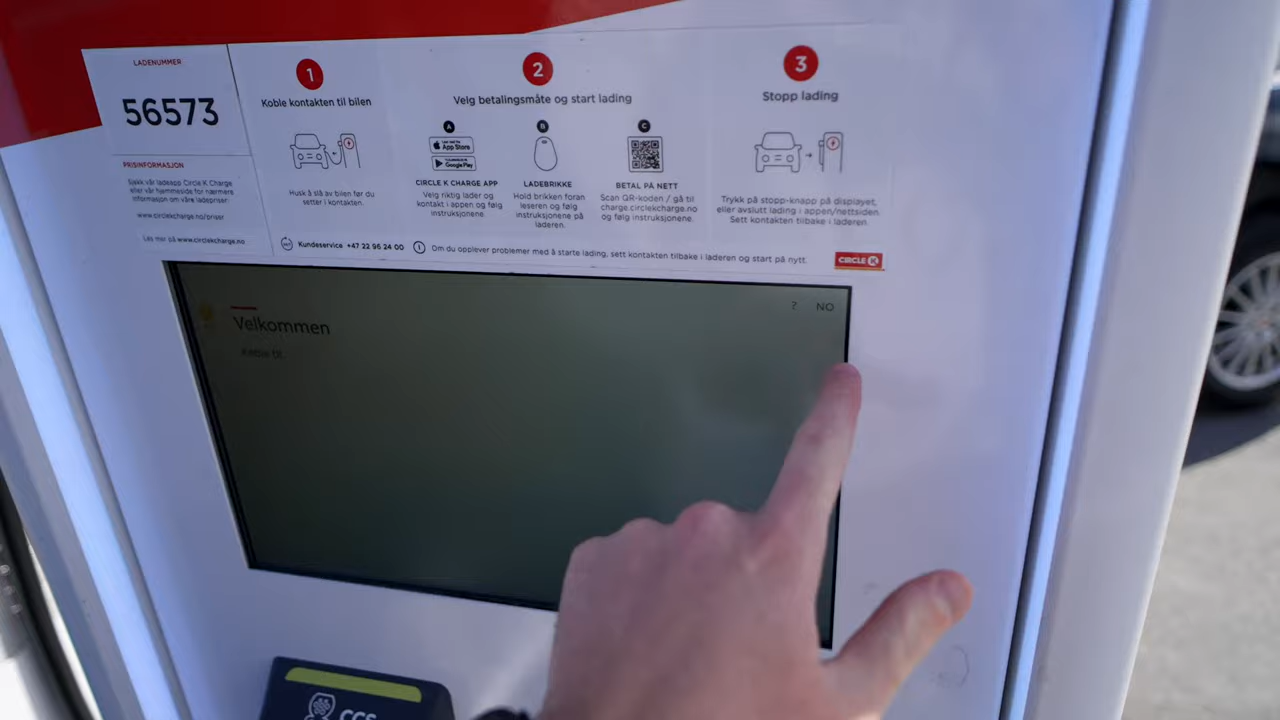 LADENUMMER
56573
PRISINFORMASJON
Sjekk vår ladeapp Circle K Charge
eller vår hjemmeside for nærmere
informasjon om våre ladepriser
www.circlekcharge.no/priser
Les mer på www.circlekcharge.no
1
Koble kontakten til bilen
Husk å slå av bilen før du
setter i kontakten.
2
Velg betalingsmåte og start lading
A
App Store
Google Play
CIRCLE K CHARGE APP
Velg riktig lader og
kontakt i appen og følg
instruksjonene.
B
LADEBRIKKE
Hold brikken foran
leseren og følg
instruksjonene på
laderen.
C
BETAL PÅ NETT
Scan QR-koden / gå til
charge.circlekcharge.no
og følg instruksjonene.
3
Stopp lading
Trykk på stopp-knapp på displayet,
eller avslutt lading i appen/nettsiden.
Sett kontakten tilbake i laderen.
Kundeservice +47 22 96 24 00
Om du opplever problemer med å starte lading, sett kontakten tilbake i laderen og start på nytt.
CIRCLE K
? NO
Velkommen
CCS